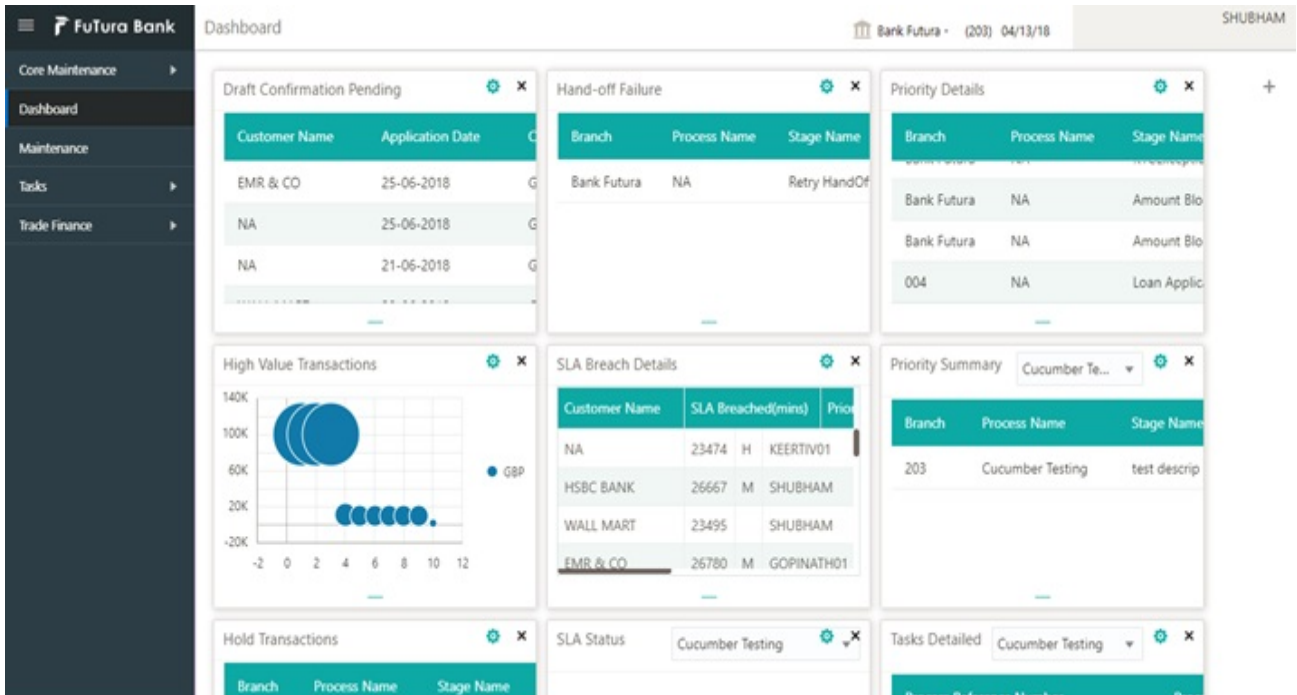 FuTura Bank
Dashboard
Bank Futura - (203) 04/13/18
SHUBHAM
Core Maintenance
Dashboard
Maintenance
Tasks
Trade Finance
Draft Confirmation Pending
Customer Name Application Date C
EMR & CO 25-06-2018 G
NA 25-06-2018 G
NA 21-06-2018 G
Hand-off Failure
Branch Process Name Stage Name
Bank Futura NA Retry HandOf
Priority Details
Branch Process Name Stage Name
Bank Futura NA Amount Blo
Bank Futura NA Amount Blo
004 NA Loan Applic
High Value Transactions
140K
100K
60K
20K
-20K
-2 0 2 4 6 8 10 12
GBP
SLA Breach Details
Customer Name SLA Breached(mins) Prior
NA 23474 H KEERTIV01
HSBC BANK 26667 M SHUBHAM
WALL MART 23495 SHUBHAM
EMR & CO 26780 M GOPINATH01
Priority Summary Cucumber Te...
Branch Process Name Stage Name
203 Cucumber Testing test descrip
Hold Transactions
Branch Process Name Stage Name
SLA Status Cucumber Testing
Tasks Detailed Cucumber Testing